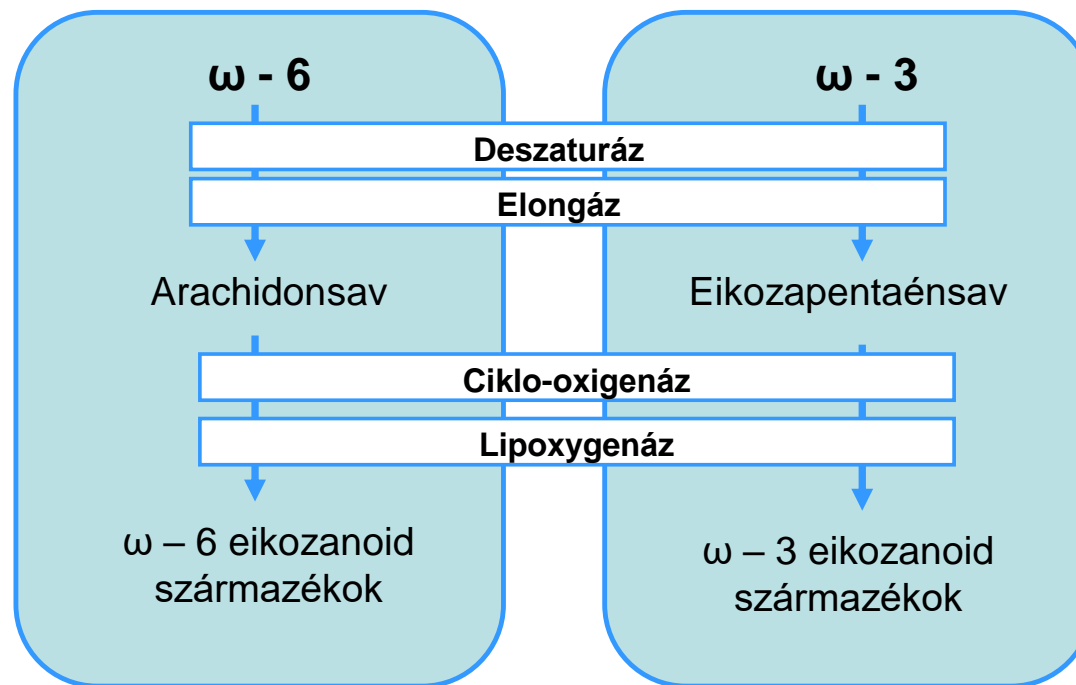 ω - 6
ω - 3
Deszaturáz
Elongáz
Arachidonsav
Eikozapentaénsav
Ciklo-oxigenáz
Lipoxygenáz
ω – 6 eikozanoid
származékok
ω – 3 eikozanoid
származékok